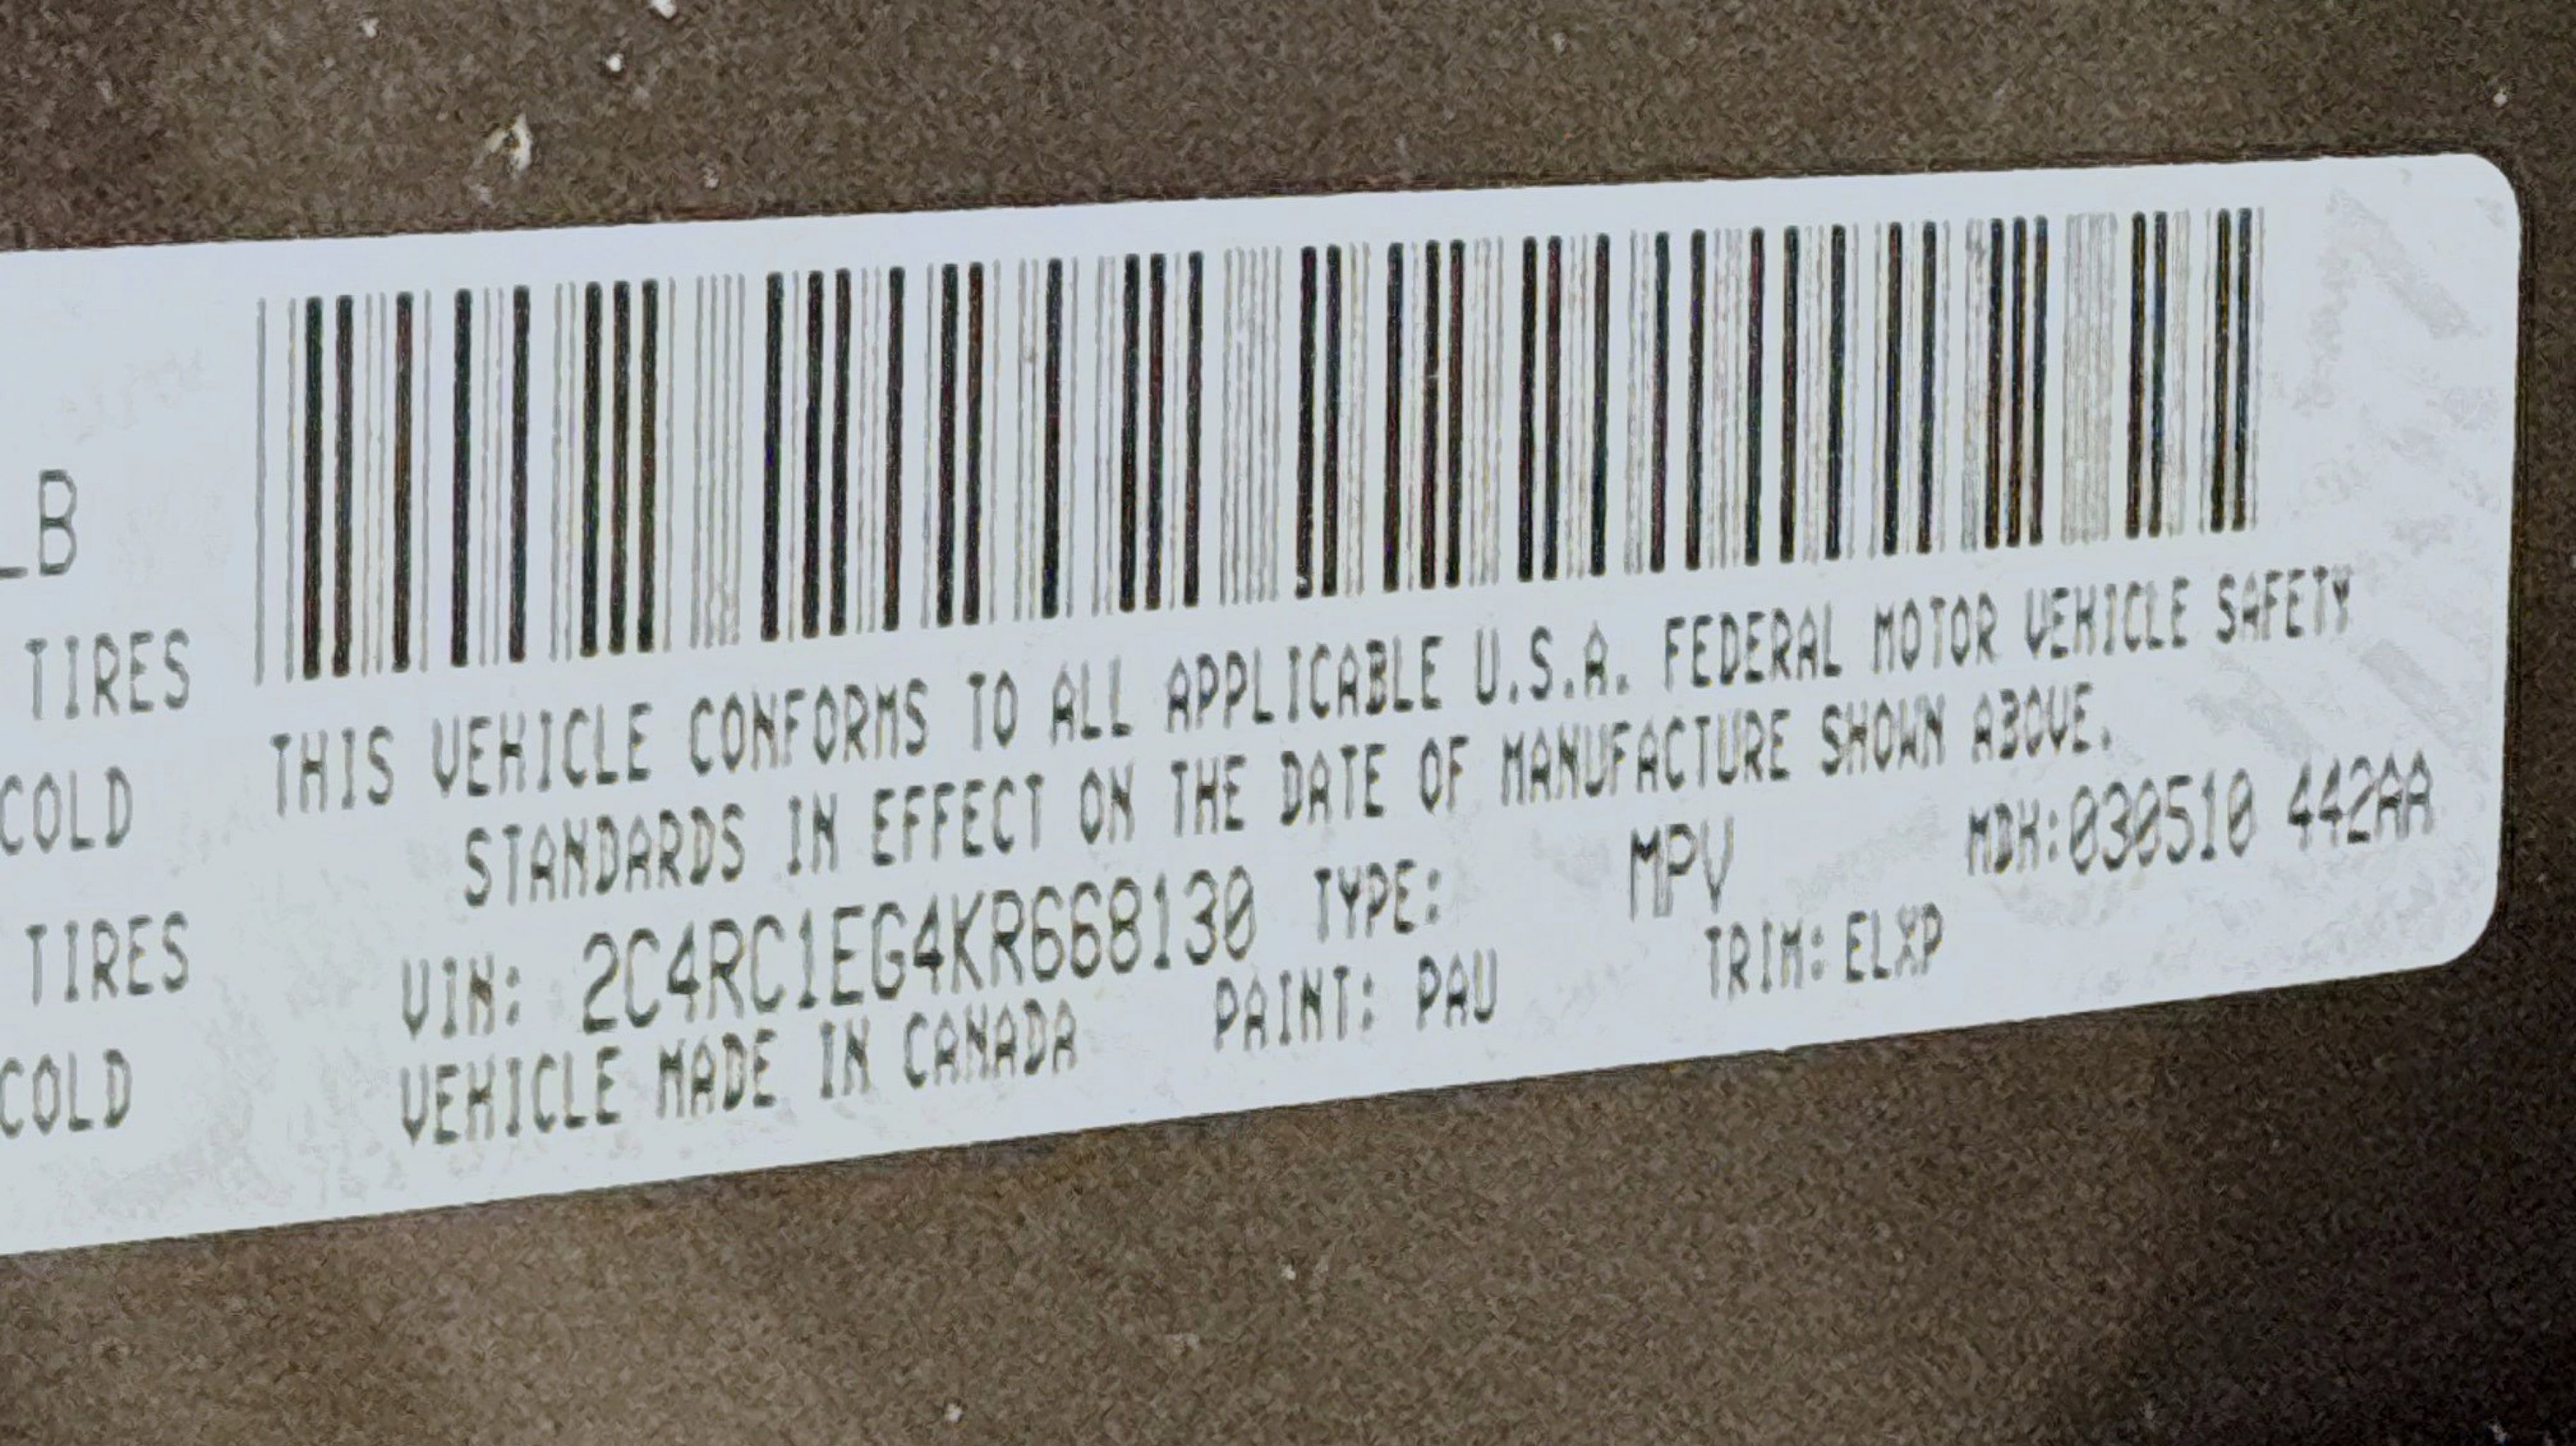 LB
TIRES
COLD
TIRES
COLD
THIS VEHICLE CONFORMS TO ALL APPLICABLE U.S.A. FEDERAL MOTOR VEHICLE SAFETY
STANDARDS IN EFFECT ON THE DATE OF MANUFACTURE SHOWN ABOVE.
VIN: 2C4RC1EG4KR668130 TYPE: MPV MDH:030510 442AA
VEHICLE MADE IN CANADA PAINT: PAU TRIM: ELXP